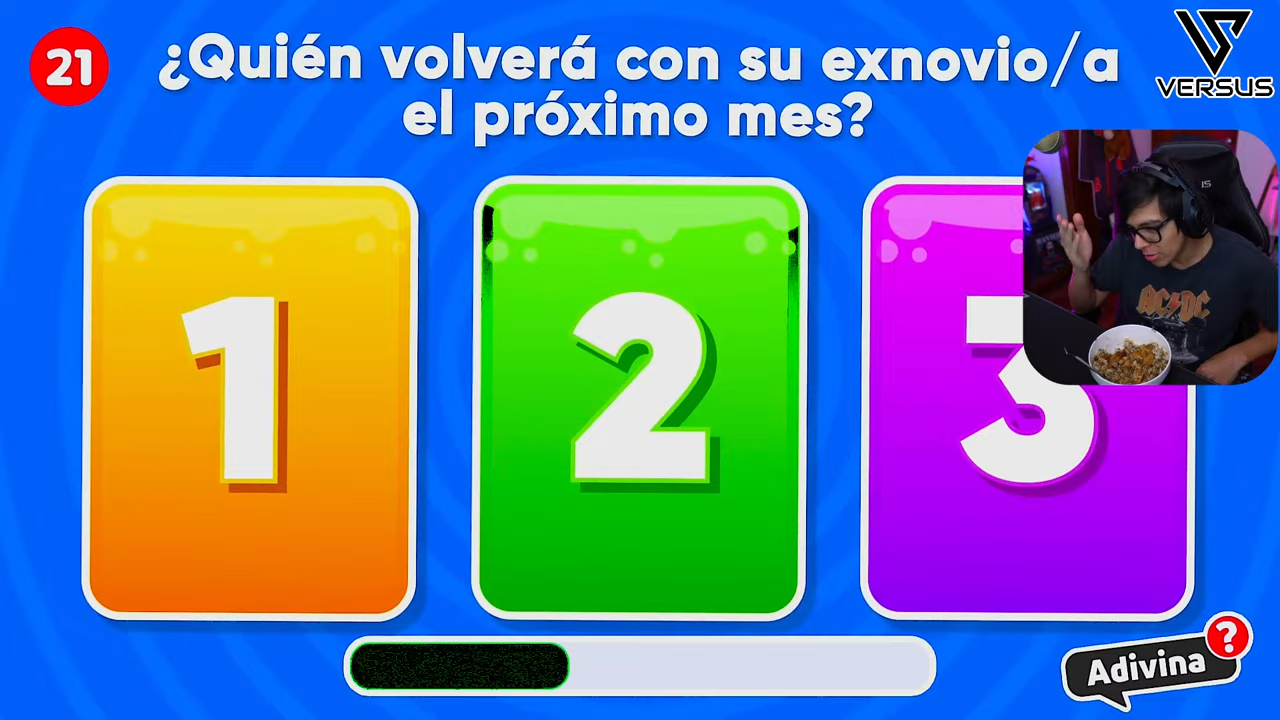 21
¿Quién volverá con su exnovio/a
el próximo mes?
VERSUS
1
2
3
AC/DC
Adivina
?